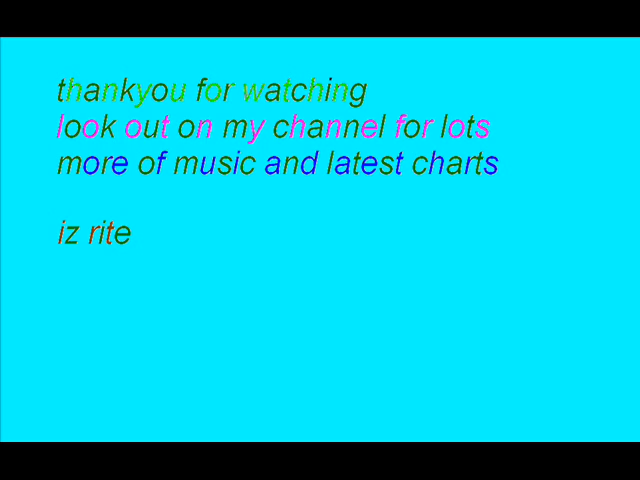 thankyou for watching
look out on my channel for lots
more of music and latest charts
iz rite